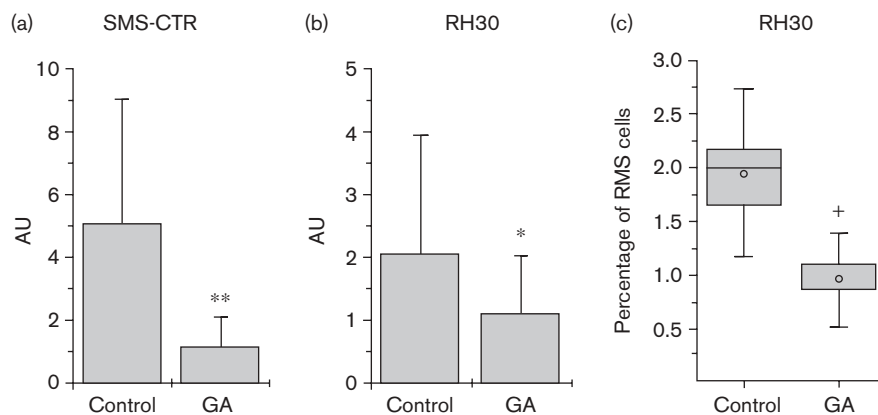 (a) SMS-CTR
10
8
6
4
2
0
AU
**
Control GA
(b) RH30
5
4
3
2
1
0
AU
*
Control GA
(c) RH30
3.0
2.5
2.0
1.5
1.0
0.5
Percentage of RMS cells
+
Control GA